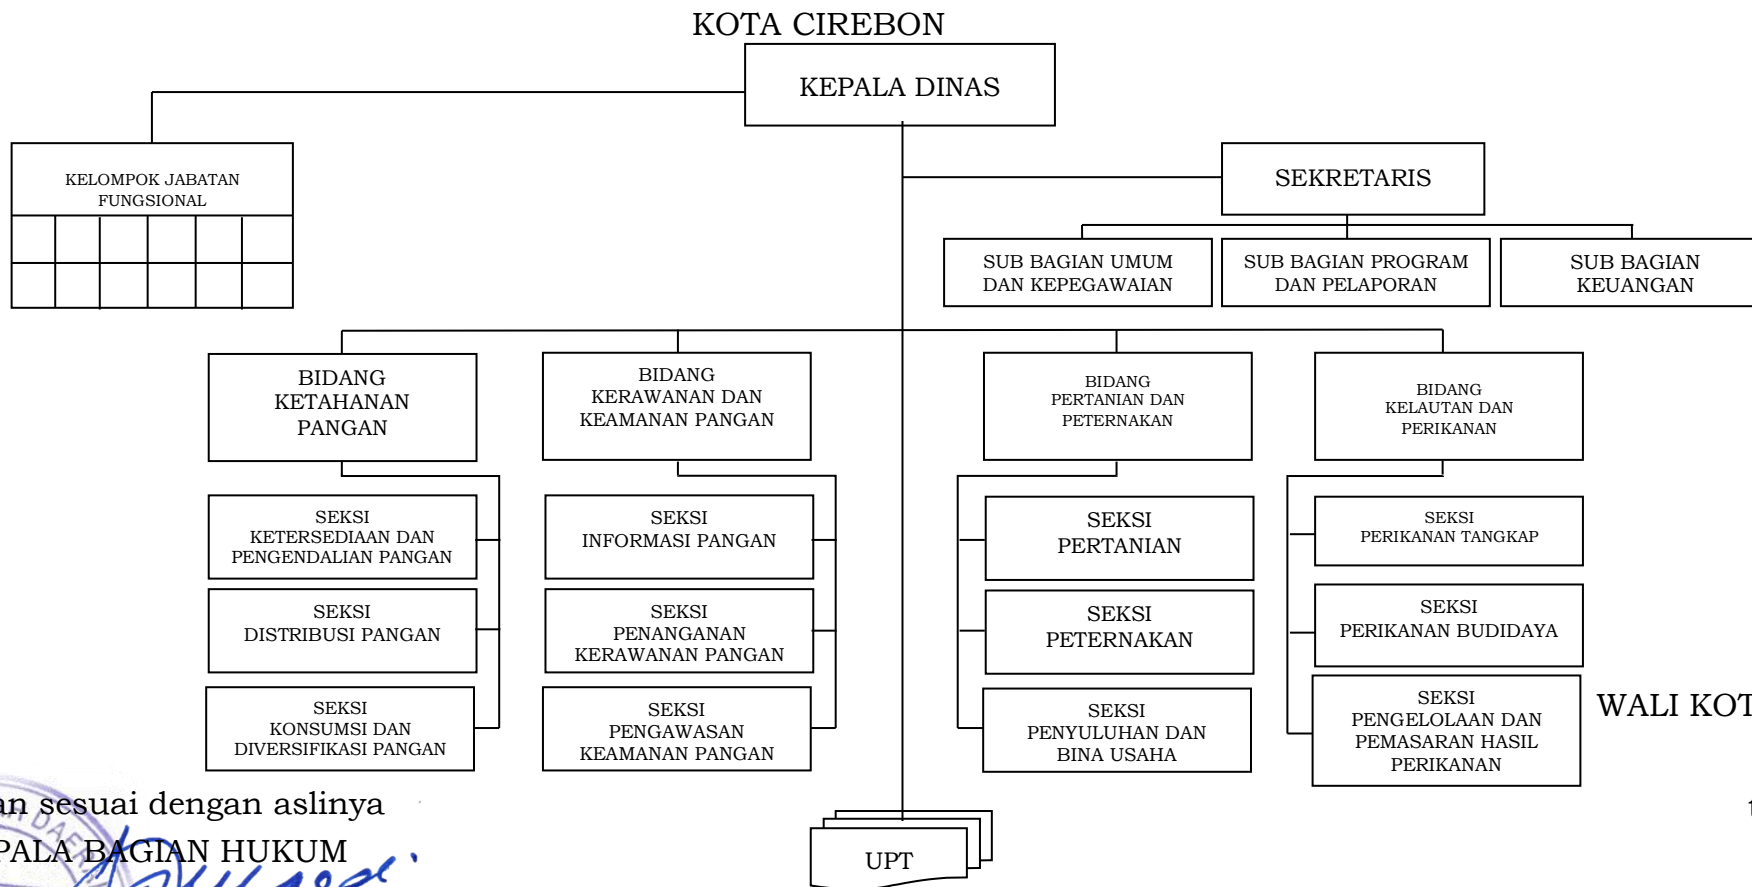 KOTA CIREBON
KEPALA DINAS
KELOMPOK JABATAN
FUNGSIONAL
SEKRETARIS
SUB BAGIAN UMUM
DAN KEPEGAWAIAN
SUB BAGIAN PROGRAM
DAN PELAPORAN
SUB BAGIAN
KEUANGAN
BIDANG
KETAHANAN
PANGAN
BIDANG
KERAWANAN DAN
KEAMANAN PANGAN
BIDANG
PERTANIAN DAN
PETERNAKAN
BIDANG
KELAUTAN DAN
PERIKANAN
SEKSI
KETERSEDIAAN DAN
PENGENDALIAN PANGAN
SEKSI
INFORMASI PANGAN
SEKSI
PERTANIAN
SEKSI
PERIKANAN TANGKAP
SEKSI
DISTRIBUSI PANGAN
SEKSI
PENANGANAN
KERAWANAN PANGAN
SEKSI
PETERNAKAN
SEKSI
PERIKANAN BUDIDAYA
SEKSI
KONSUMSI DAN
DIVERSIFIKASI PANGAN
SEKSI
PENGAWASAN
KEAMANAN PANGAN
SEKSI
PENYULUHAN DAN
BINA USAHA
SEKSI
PENGELOLAAN DAN
PEMASARAN HASIL
PERIKANAN
WALI KOT
an sesuai dengan aslinya
PALA BAGIAN HUKUM
UPT